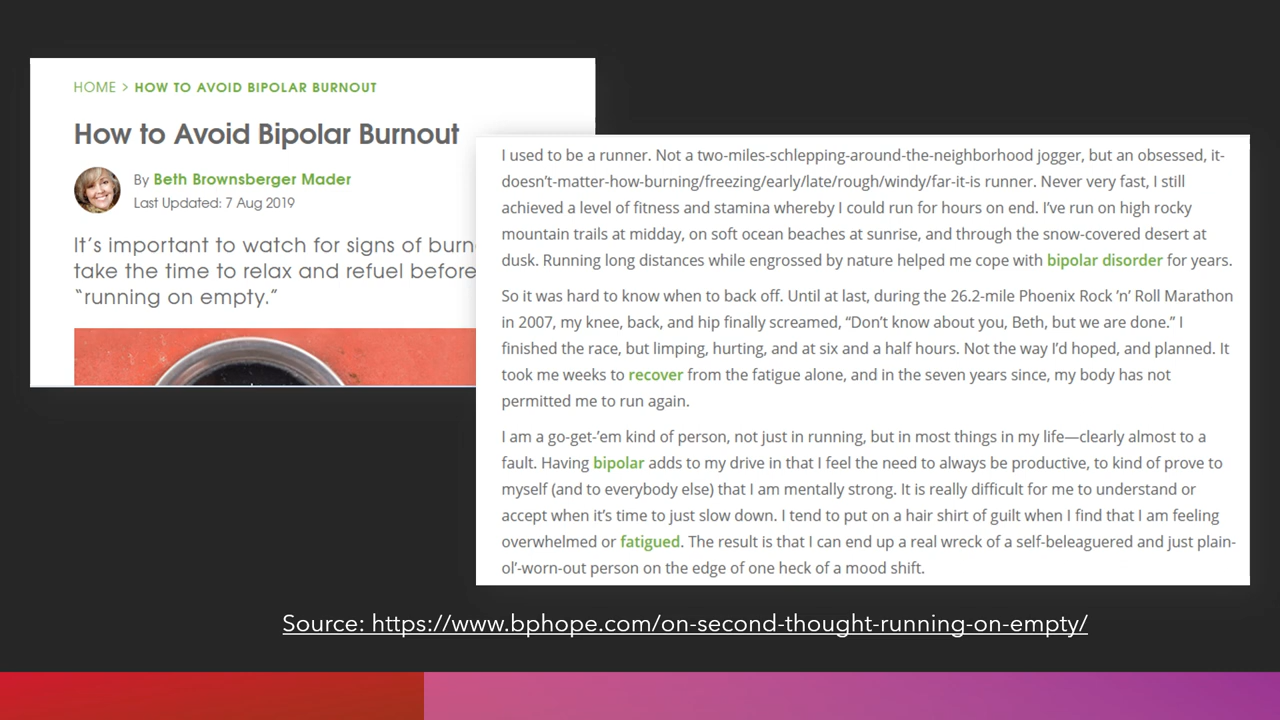 HOME > HOW TO AVOID BIPOLAR BURNOUT
How to Avoid Bipolar Burnout
By Beth Brownsberger Mader
Last Updated: 7 Aug 2019
It’s important to watch for signs of burn
take the time to relax and refuel before
“running on empty.”
I used to be a runner. Not a two-miles-schlepping-around-the-neighborhood jogger, but an obsessed, it-
doesn’t-matter-how-burning/freezing/early/late/rough/windy/far-it-is runner. Never very fast, I still
achieved a level of fitness and stamina whereby I could run for hours on end. I’ve run on high rocky
mountain trails at midday, on soft ocean beaches at sunrise, and through the snow-covered desert at
dusk. Running long distances while engrossed by nature helped me cope with bipolar disorder for years.
So it was hard to know when to back off. Until at last, during the 26.2-mile Phoenix Rock ’n’ Roll Marathon
in 2007, my knee, back, and hip finally screamed, “Don’t know about you, Beth, but we are done.” I
finished the race, but limping, hurting, and at six and a half hours. Not the way I’d hoped, and planned. It
took me weeks to recover from the fatigue alone, and in the seven years since, my body has not
permitted me to run again.
I am a go-get-’em kind of person, not just in running, but in most things in my life—clearly almost to a
fault. Having bipolar adds to my drive in that I feel the need to always be productive, to kind of prove to
myself (and to everybody else) that I am mentally strong. It is really difficult for me to understand or
accept when it’s time to just slow down. I tend to put on a hair shirt of guilt when I find that I am feeling
overwhelmed or fatigued. The result is that I can end up a real wreck of a self-beleaguered and just plain-
ol’-worn-out person on the edge of one heck of a mood shift.
Source: https://www.bphope.com/on-second-thought-running-on-empty/